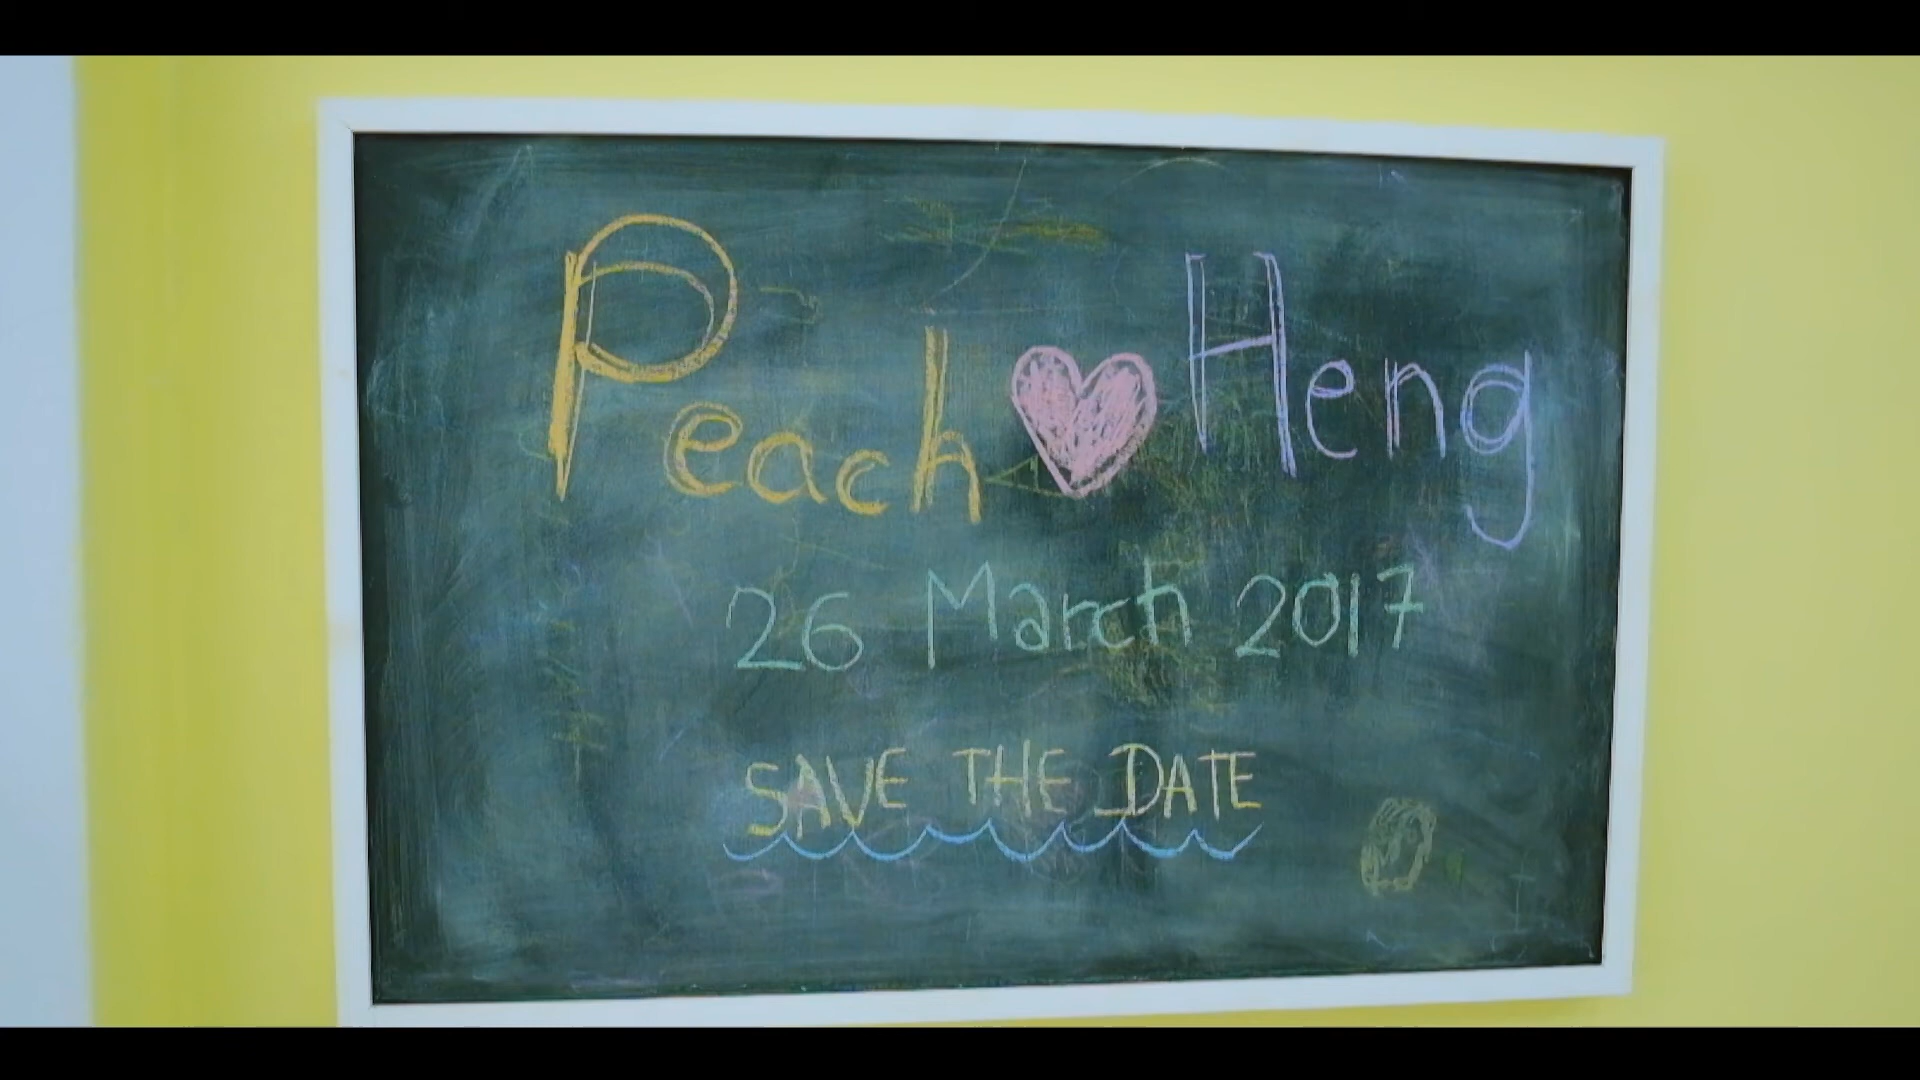 Peach ♥ Heng
26 March 2017
SAVE THE DATE